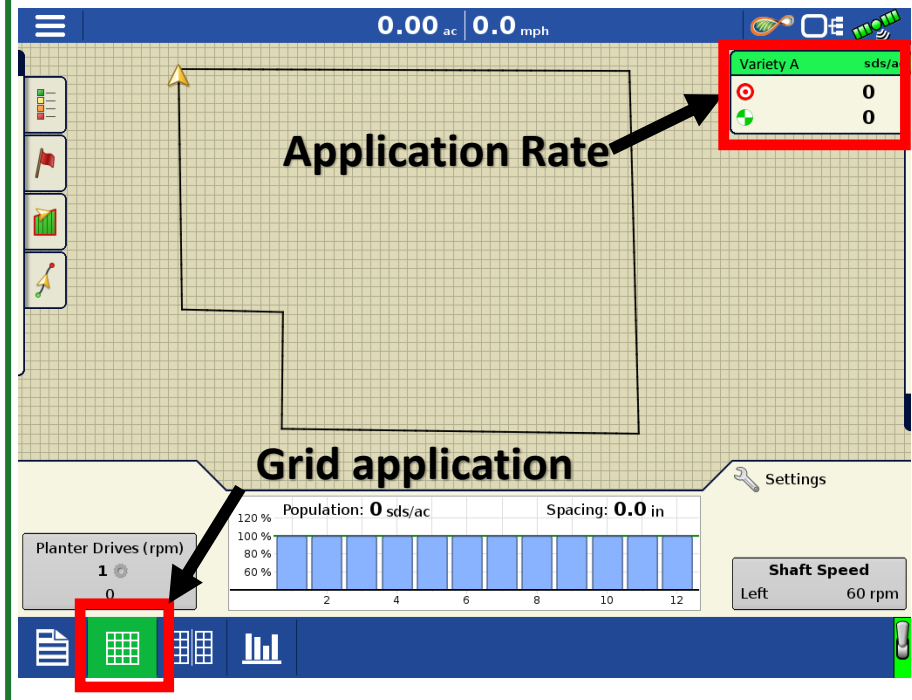 0.00 ac 0.0 mph
Variety A sds/a
0
0
Application Rate
Grid application
Settings
Population: 0 sds/ac Spacing: 0.0 in
120 %
100 %
80 %
60 %
2 4 6 8 10 12
Planter Drives (rpm)
1
0
Shaft Speed
Left 60 rpm